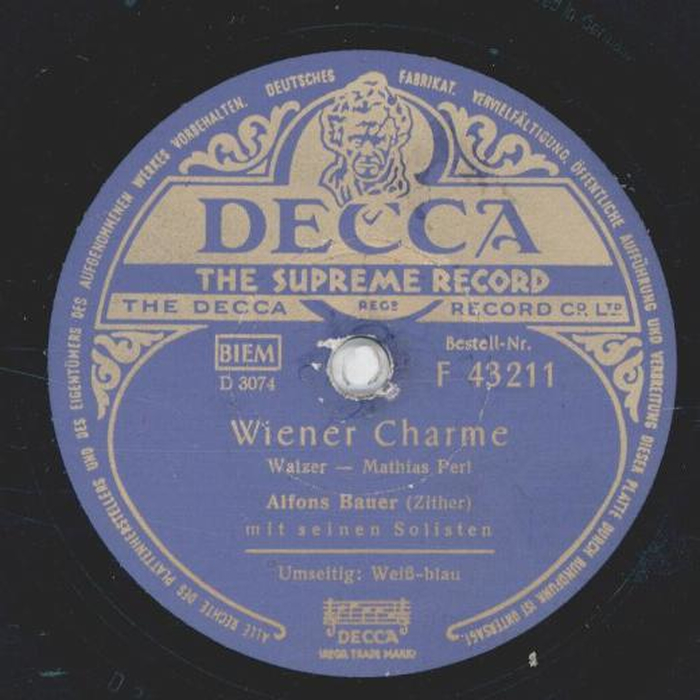 ALLE RECHTE DES PLATTENHERSTELLERS UND DES EIGENTÜMERS DES AUFGENOMMENEN WERKES VORBEHALTEN. DEUTSCHES FABRIKAT. VERVIELFÄLTIGUNG, ÖFFENTLICHE AUFFÜHRUNG UND VERBREITUNG DIESER PLATTE DURCH RUNDFUNK IST UNTERSAGT.
DECCA
THE SUPREME RECORD
THE DECCA REGD RECORD CO. LTD
BIEM
D 3074
Bestell-Nr.
F 43211
Wiener Charme
Walzer — Mathias Perl
Alfons Bauer (Zither)
mit seinen Solisten
Umseitig: Weiß-blau
DECCA
(REGD. TRADE MARK)